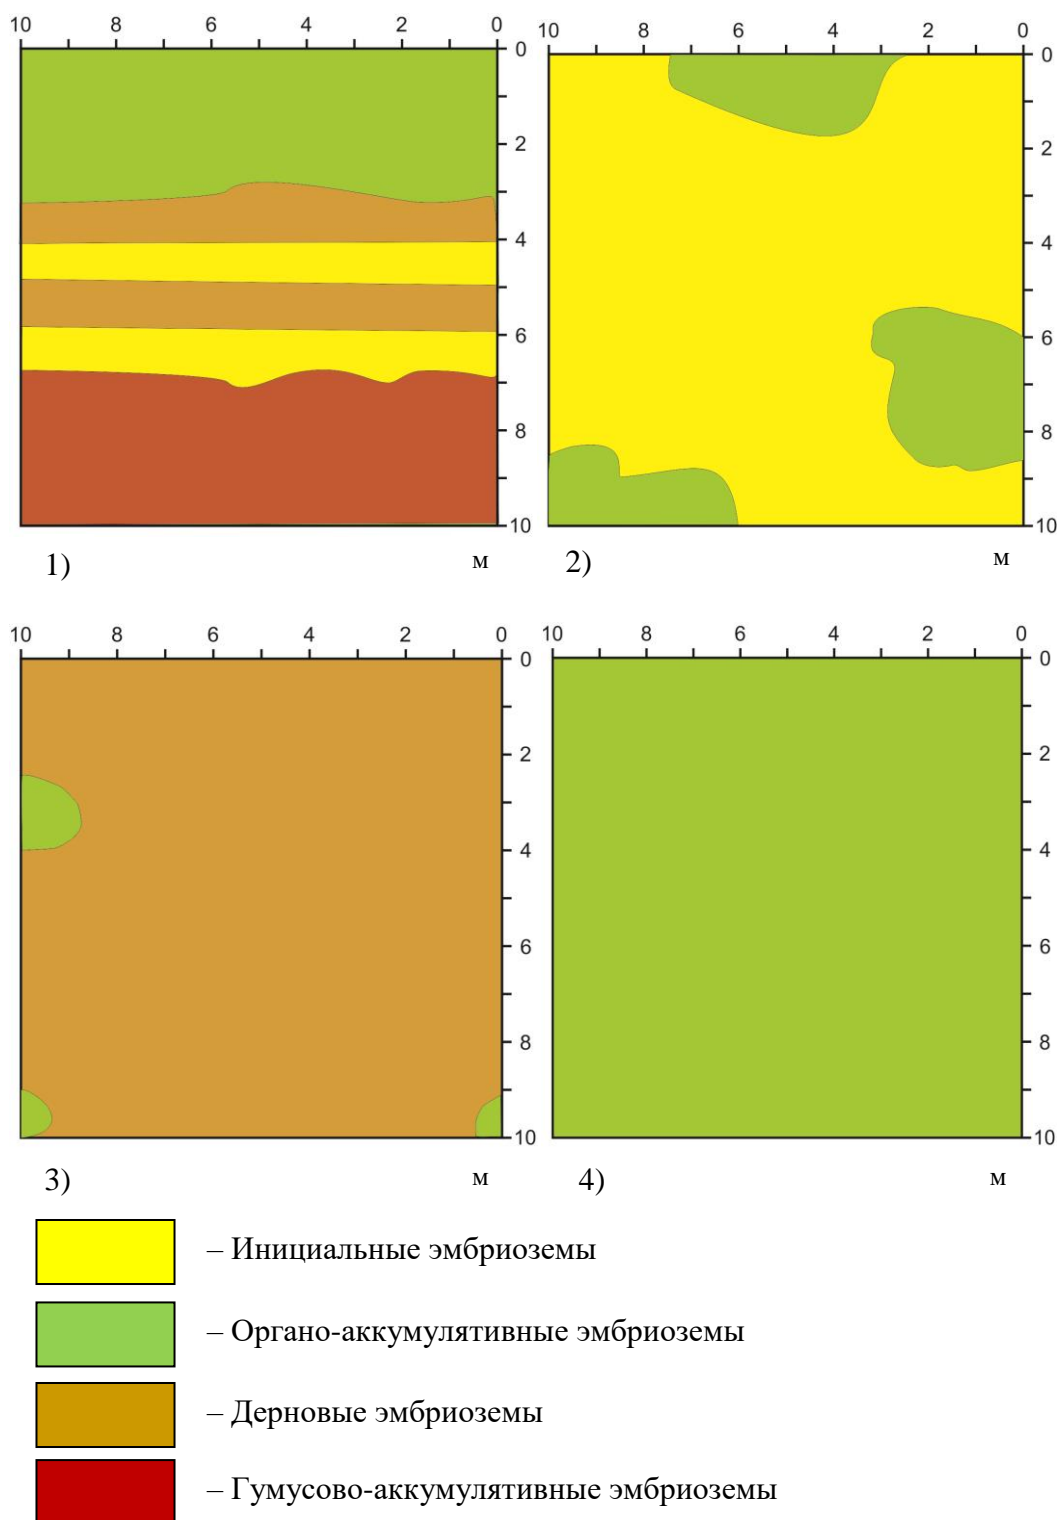 10 8 6 4 2 0
0
2
4
6
8
10
1) м
10 8 6 4 2 0
0
2
4
6
8
10
2) м
10 8 6 4 2 0
0
2
4
6
8
10
3) м
10 8 6 4 2 0
0
2
4
6
8
10
4) м
– Инициальные эмбриоземы
– Органо-аккумулятивные эмбриоземы
– Дерновые эмбриоземы
– Гумусово-аккумулятивные эмбриоземы